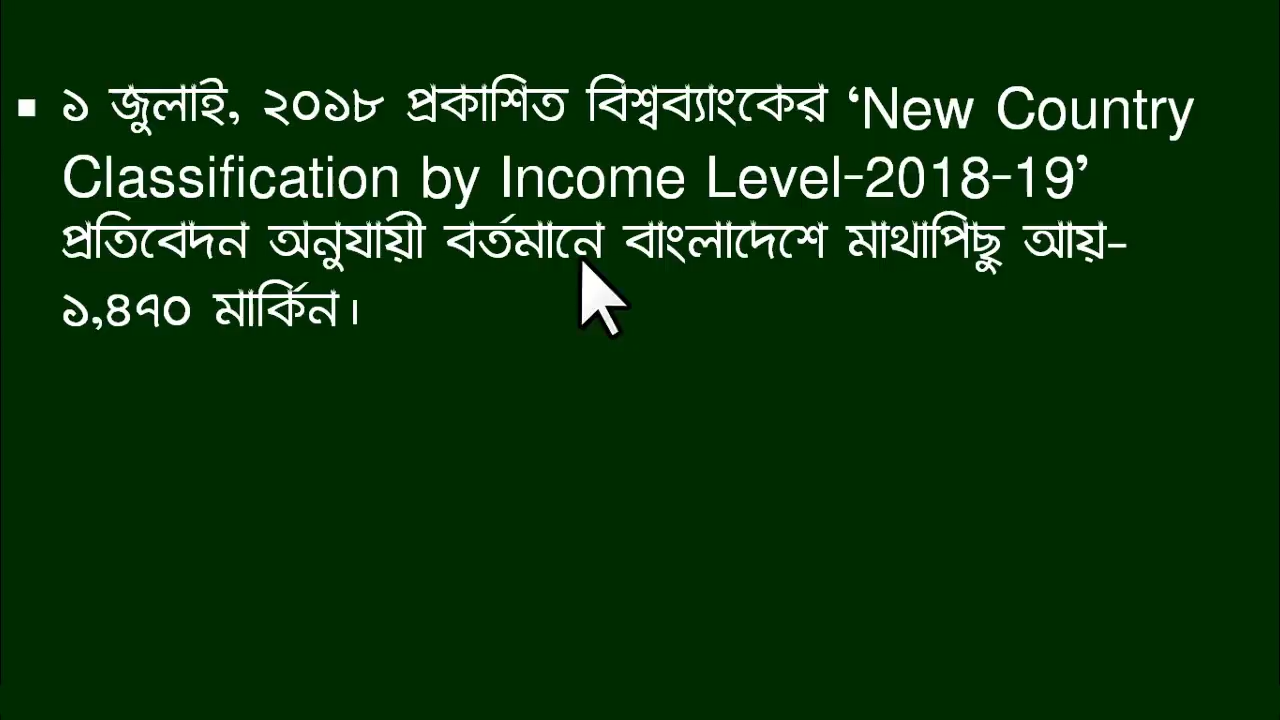 ▪ ১ জুলাই, ২০১৮ প্রকাশিত বিশ্বব্যাংকের ‘New Country
Classification by Income Level-2018-19’
প্রতিবেদন অনুযায়ী বর্তমানে বাংলাদেশে মাথাপিছু আয়-
১,৪৭০ মার্কিন।